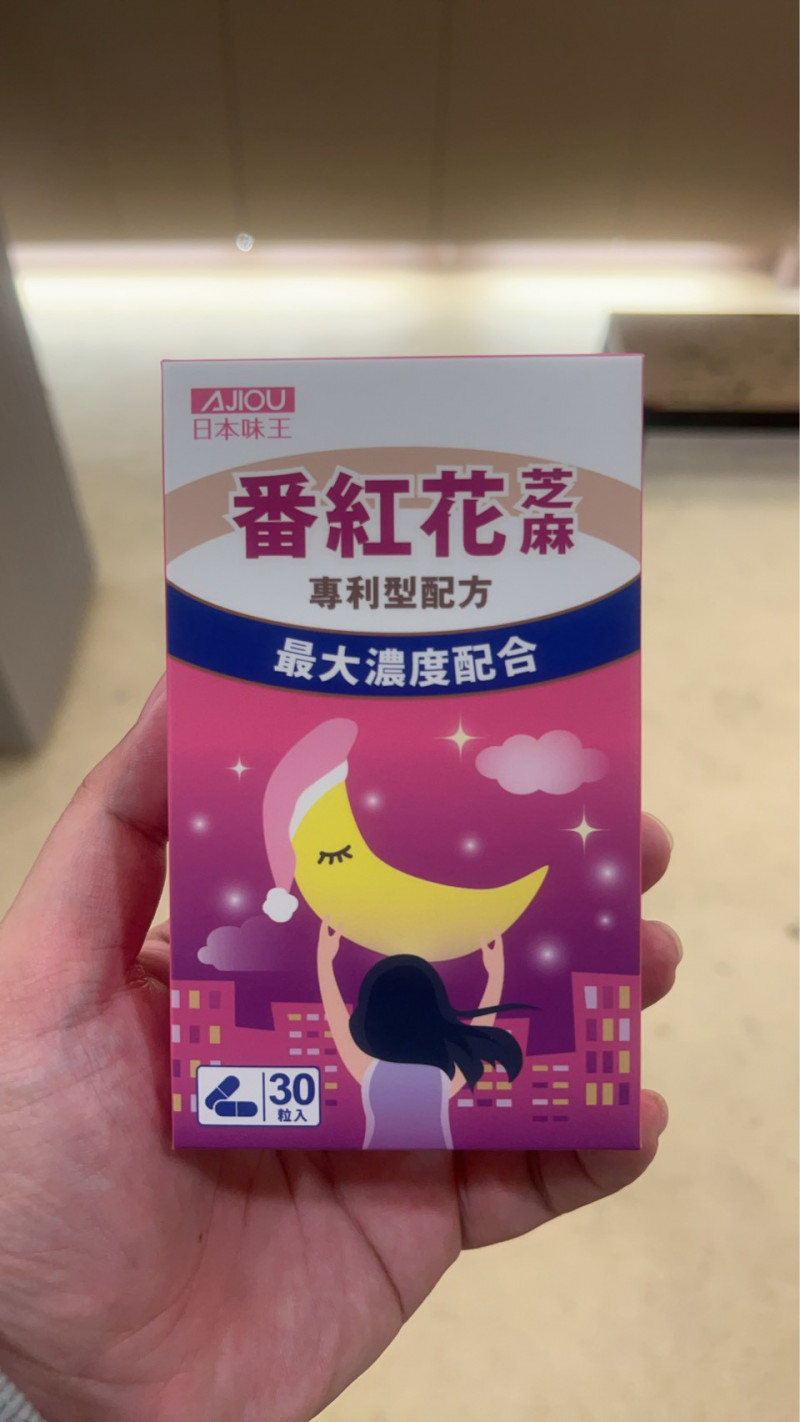 AJIOU
日本味王
番紅花芝麻
專利型配方
最大濃度配合
30
粒入